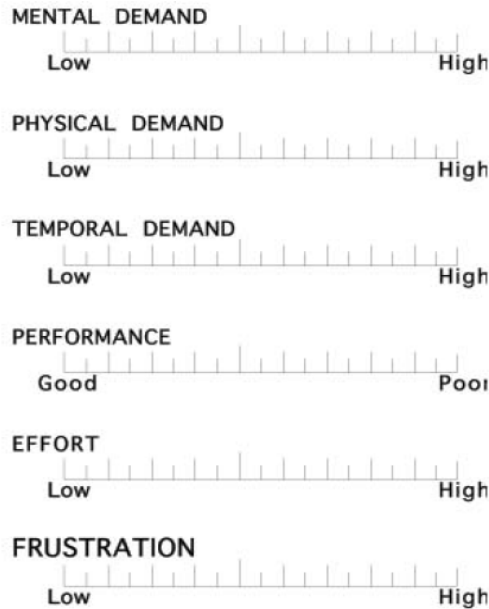 MENTAL DEMAND
Low High
PHYSICAL DEMAND
Low High
TEMPORAL DEMAND
Low High
PERFORMANCE
Good Poor
EFFORT
Low High
FRUSTRATION
Low High